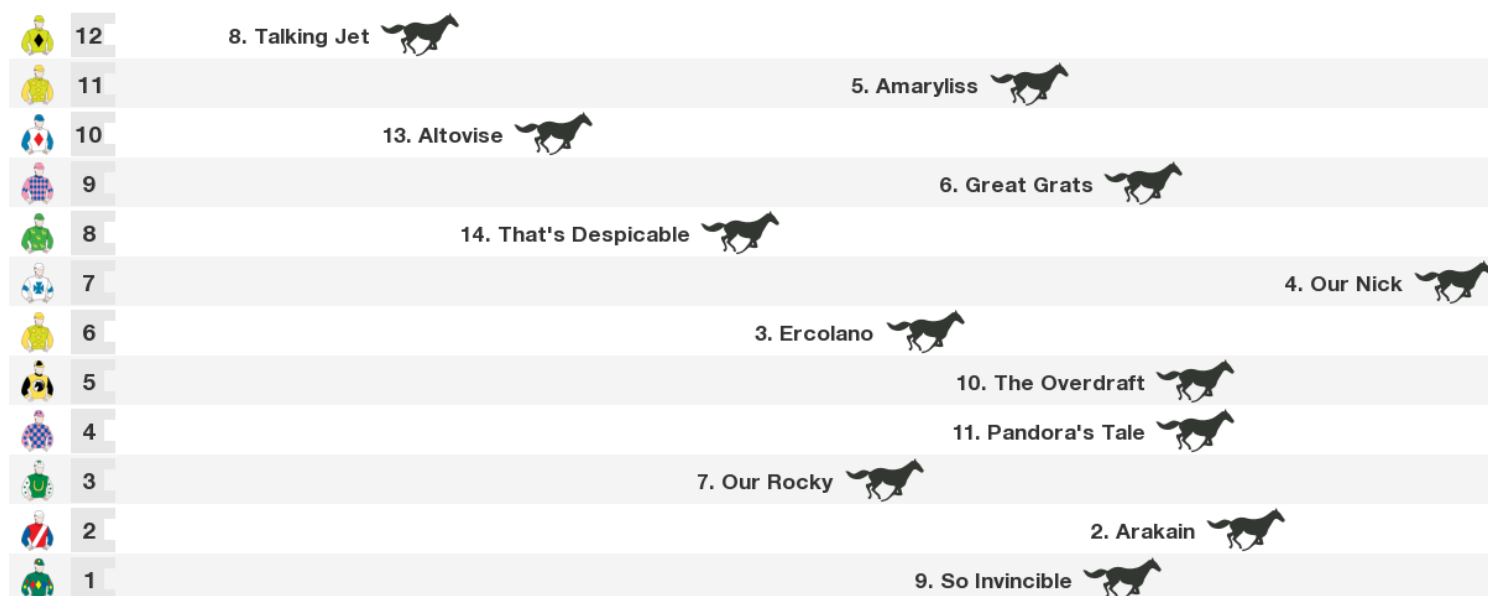 12 8. Talking Jet
11 5. Amaryliss
10 13. Altovise
9 6. Great Grats
8 14. That's Despicable
7 4. Our Nick
6 3. Ercolano
5 10. The Overdraft
4 11. Pandora's Tale
3 7. Our Rocky
2 2. Arakain
1 9. So Invincible